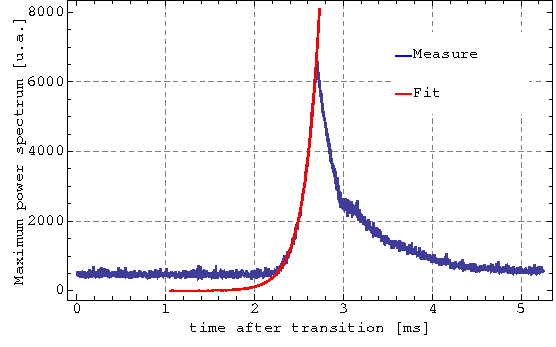 8000
6000
4000
2000
0
Maximum power spectrum [u.a.]
Measure
Fit
0 1 2 3 4 5
time after transition [ms]